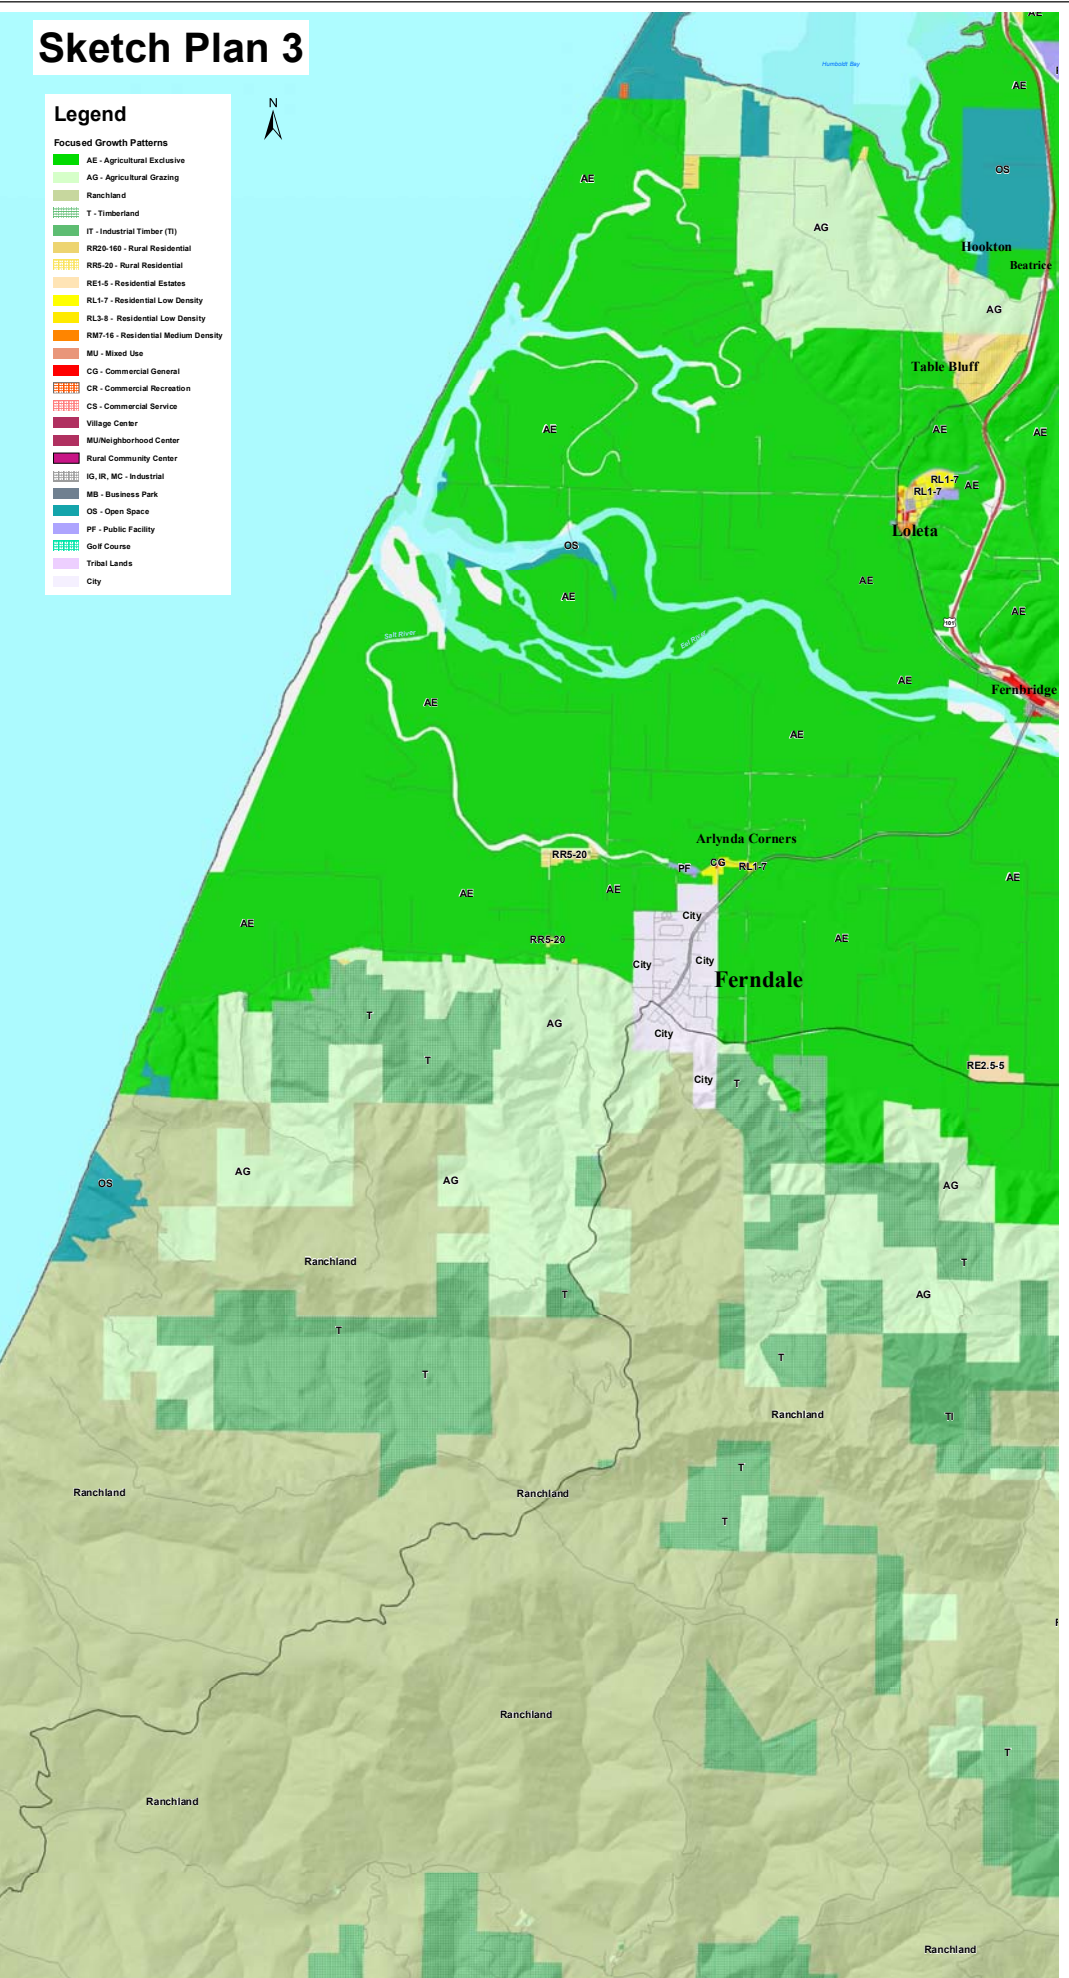 Sketch Plan 3
Legend
Focused Growth Patterns
AE - Agricultural Exclusive
AG - Agricultural Grazing
Ranchland
T - Timberland
IT - Industrial Timber (TI)
RR20-160 - Rural Residential
RR5-20 - Rural Residential
RE1-5 - Residential Estates
RL1-7 - Residential Low Density
RL3-8 - Residential Low Density
RM7-16 - Residential Medium Density
MU - Mixed Use
CG - Commercial General
CR - Commercial Recreation
CS - Commercial Service
Village Center
MU/Neighborhood Center
Rural Community Center
IG, IR, MC - Industrial
MB - Business Park
OS - Open Space
PF - Public Facility
Golf Course
Tribal Lands
City
N
AE
Humboldt Bay
AE
OS
AE
AG
Hookton
Beatrice
AG
Table Bluff
AE
AE
AE
RL1-7
AE
RL1-7
Loleta
OS
AE
AE
AE
101
Salt River
Eel River
AE
Fernbridge
AE
AE
Arlynda Corners
RR5-20
CG
PF
RL1-7
AE
AE
AE
City
AE
RR5-20
AE
City
City
Ferndale
T
AG
City
T
RE2.5-5
City
T
AG
AG
AG
OS
Ranchland
T
T
AG
T
T
T
Ranchland
TI
T
Ranchland
Ranchland
T
Ranchland
T
Ranchland
Ranchland